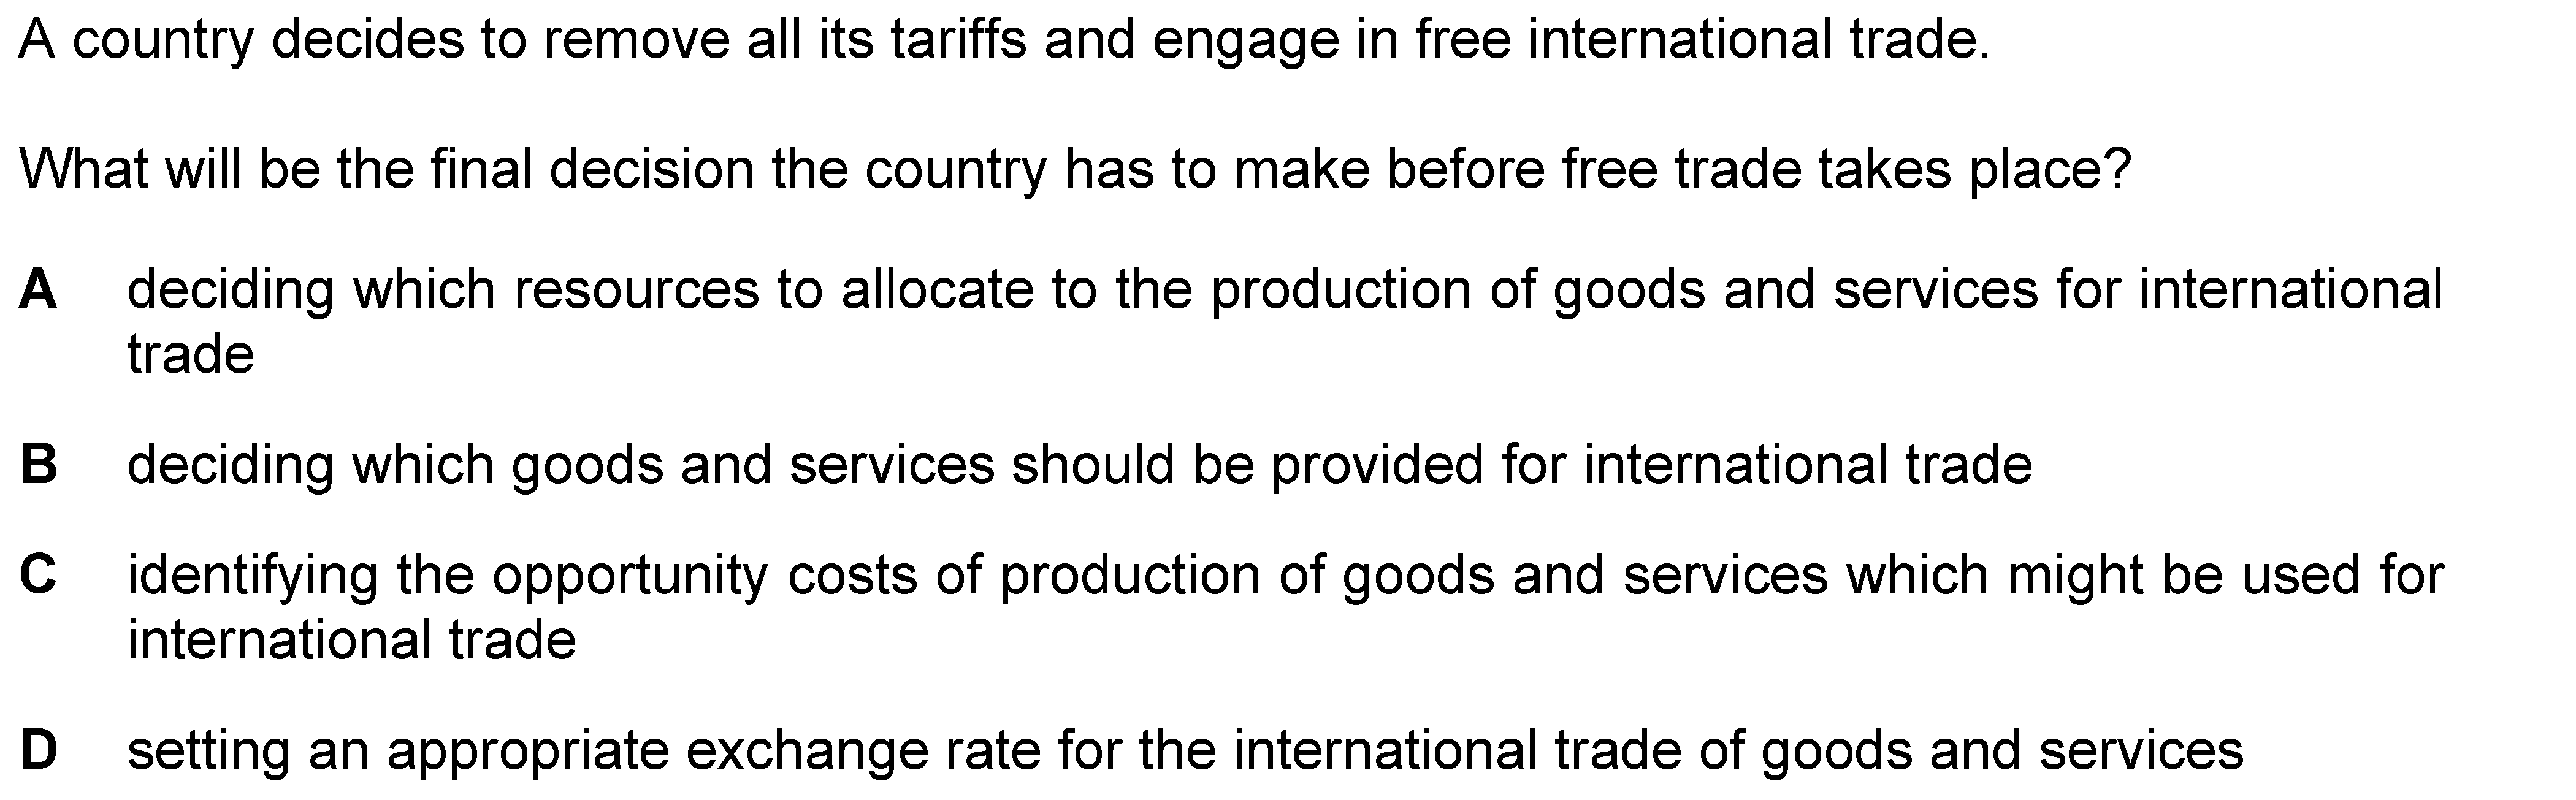 A country decides to remove all its tariffs and engage in free international trade.
What will be the final decision the country has to make before free trade takes place?
A deciding which resources to allocate to the production of goods and services for international
trade
B deciding which goods and services should be provided for international trade
C identifying the opportunity costs of production of goods and services which might be used for
international trade
D setting an appropriate exchange rate for the international trade of goods and services